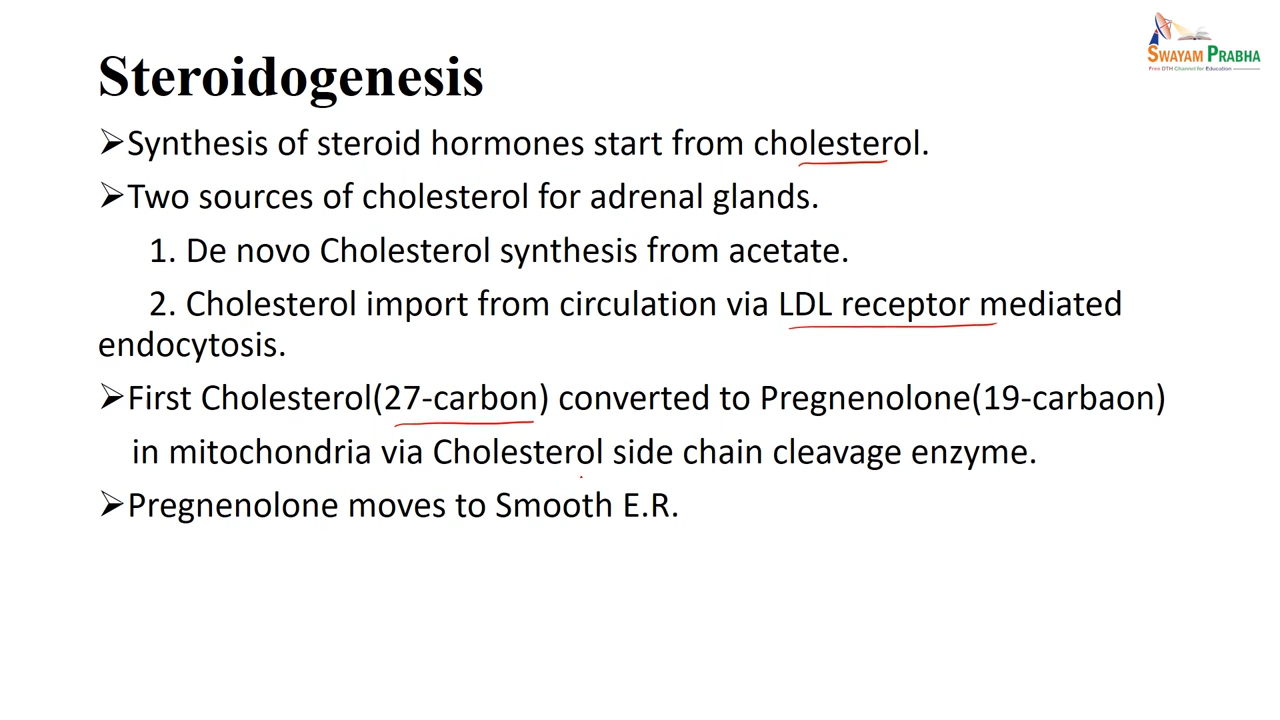 SWAYAM PRABHA
Free DTH Channel for Education
Steroidogenesis
➢Synthesis of steroid hormones start from cholesterol.
➢Two sources of cholesterol for adrenal glands.
1. De novo Cholesterol synthesis from acetate.
2. Cholesterol import from circulation via LDL receptor mediated
endocytosis.
➢First Cholesterol(27-carbon) converted to Pregnenolone(19-carbaon)
in mitochondria via Cholesterol side chain cleavage enzyme.
➢Pregnenolone moves to Smooth E.R.